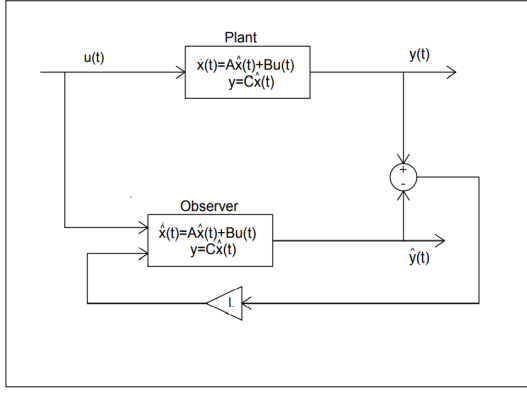 Plant
u(t)
y(t)
ẋ(t)=Ax̂(t)+Bu(t)
y=Cx̂(t)
+
-
Observer
x̂̇(t)=Ax̂(t)+Bu(t)
y=Cx̂(t)
ŷ(t)
L